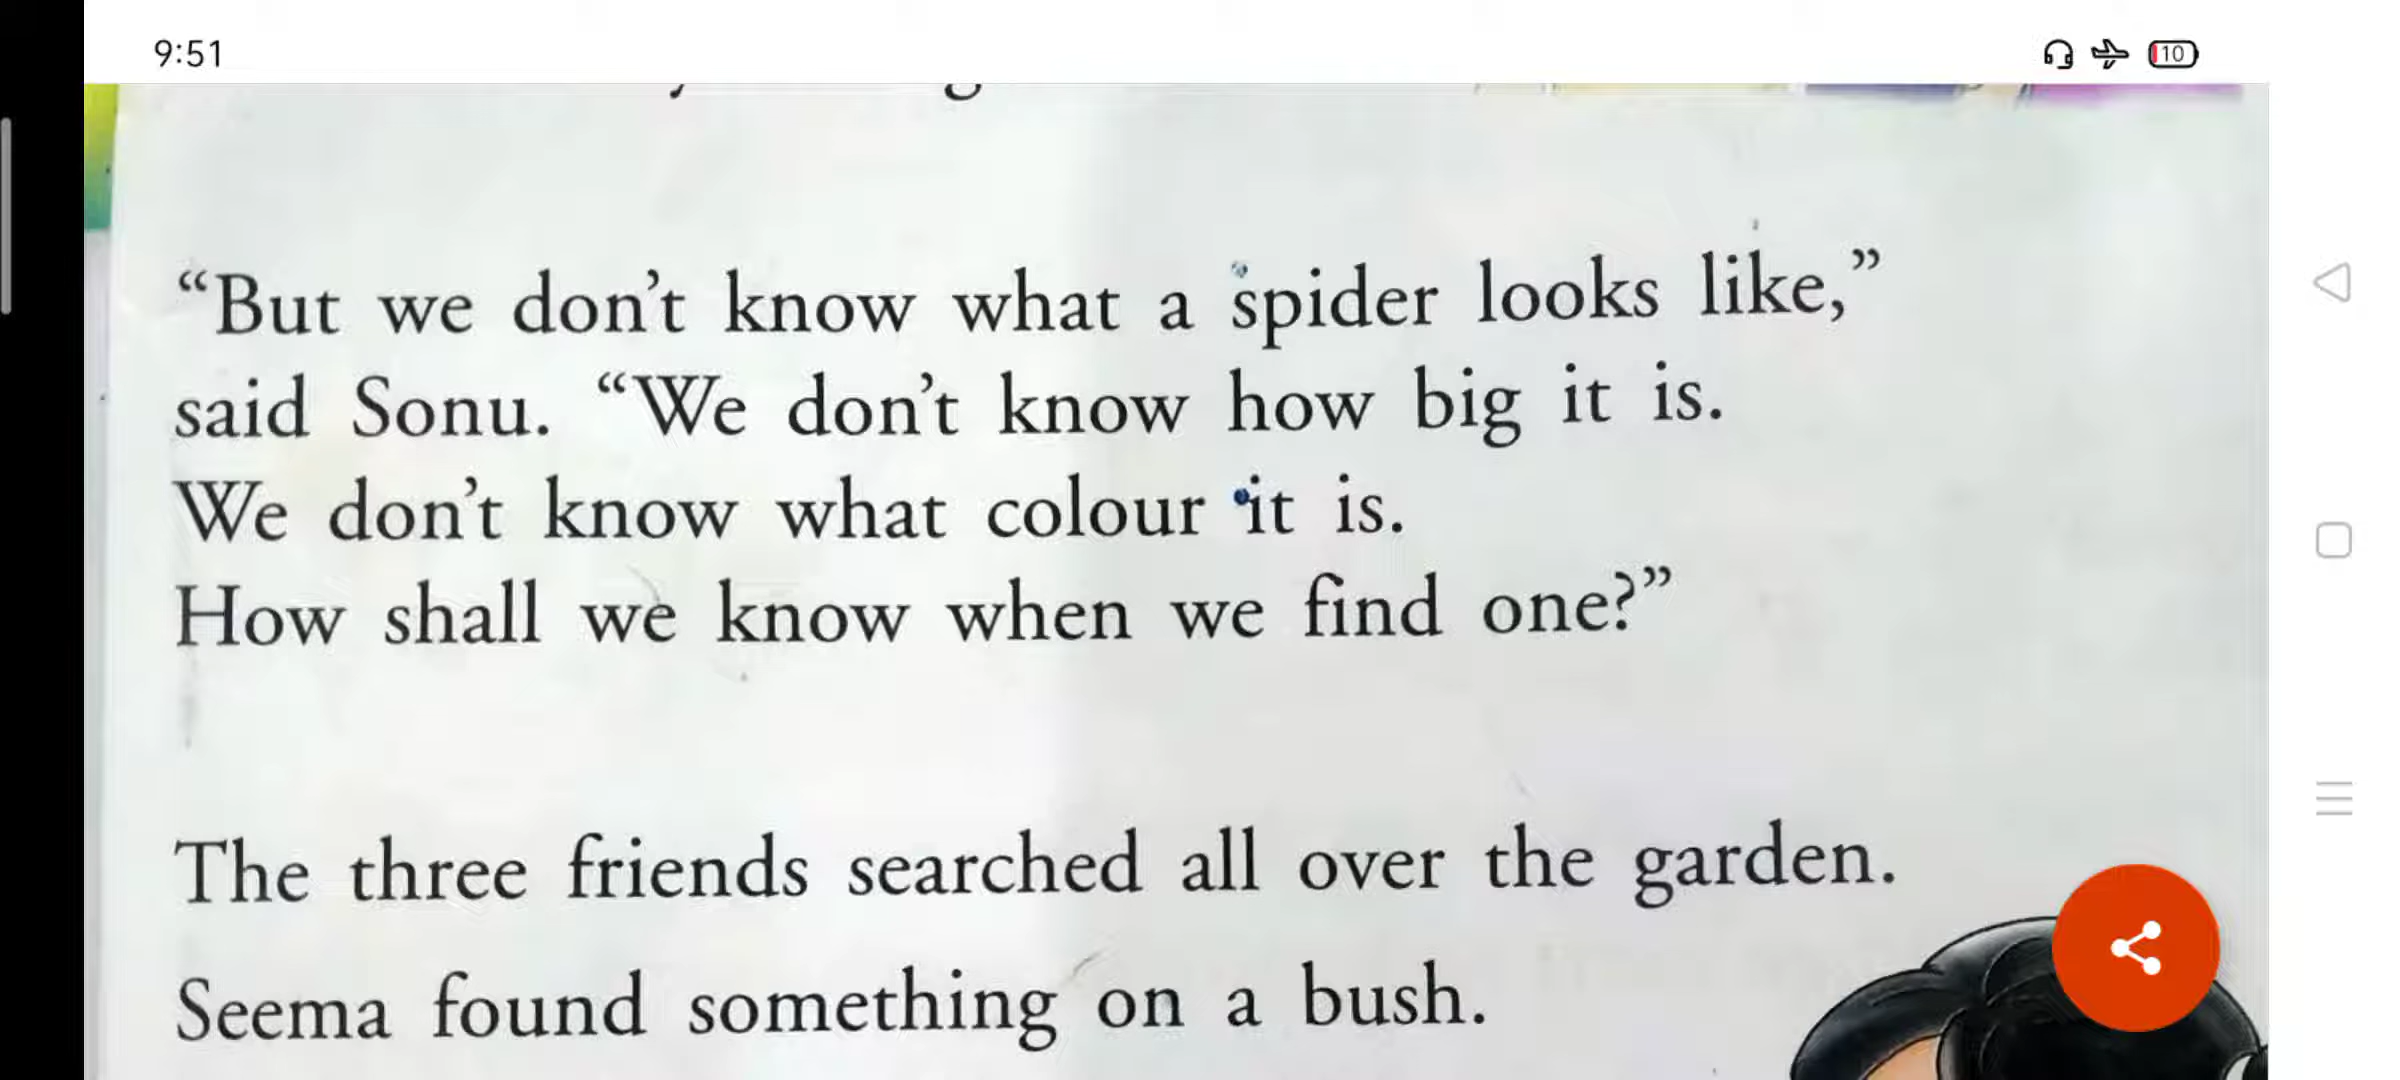 9:51
10
“But we don’t know what a spider looks like,”
said Sonu. “We don’t know how big it is.
We don’t know what colour it is.
How shall we know when we find one?”
The three friends searched all over the garden.
Seema found something on a bush.